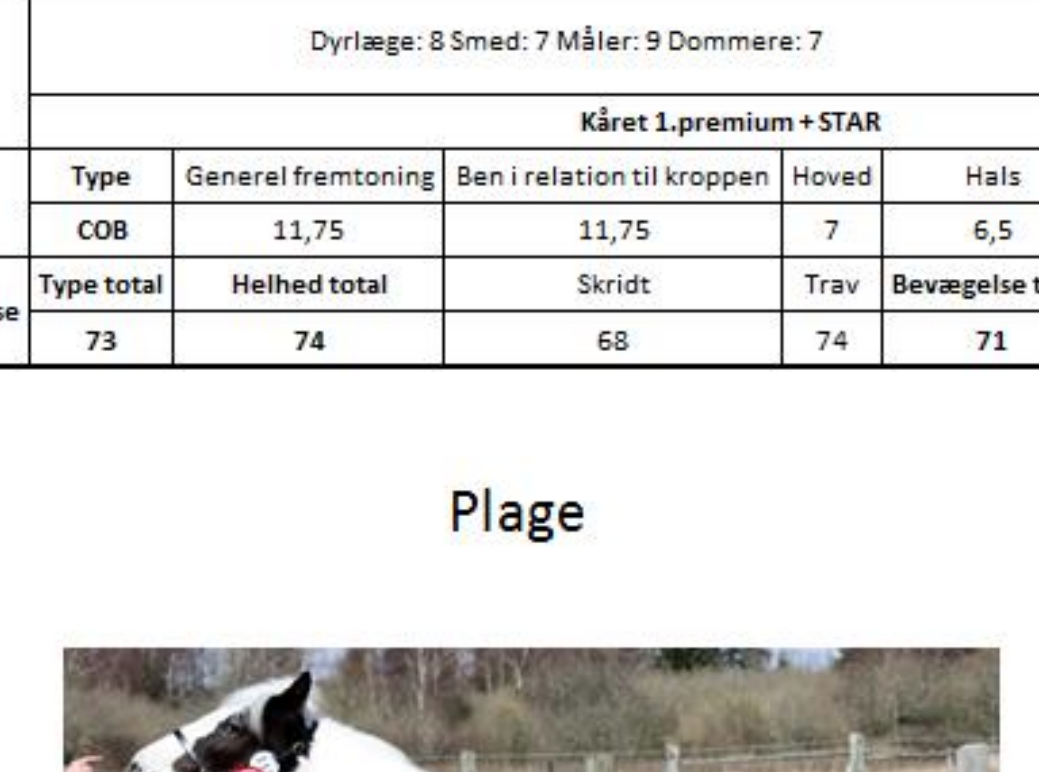 Dyrlæge: 8 Smed: 7 Måler: 9 Dommere: 7
Kåret 1.premium + STAR
Type Generel fremtoning Ben i relation til kroppen Hoved Hals
COB 11,75 11,75 7 6,5
Type total Helhed total Skridt Trav Bevægelse t
se
73 74 68 74 71
Plage